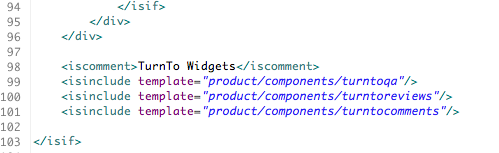 94 </isif>
95 </div>
96 </div>
97
98 <iscomment>TurnTo Widgets</iscomment>
99 <isinclude template="product/components/turntoqa"/>
100 <isinclude template="product/components/turntoreviews"/>
101 <isinclude template="product/components/turntocomments"/>
102
103 </isif>